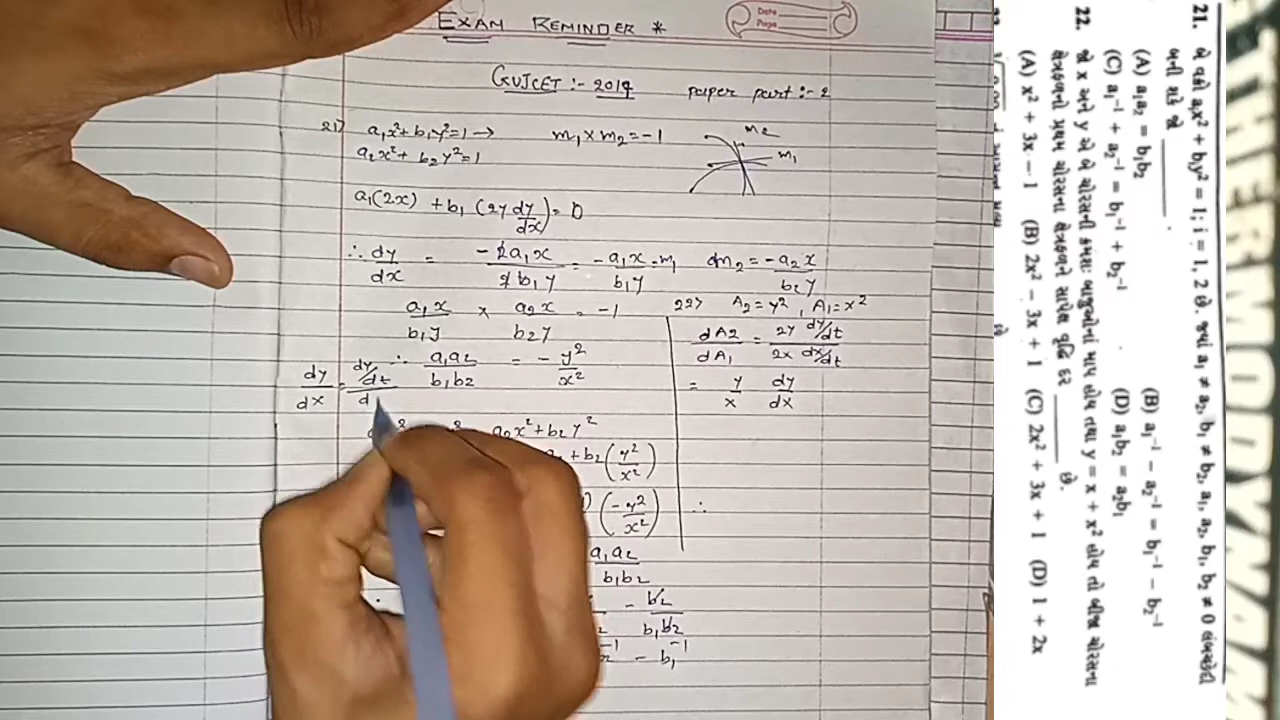 EXAM REMINDER *
Date
Page
GUJCET :- 2019 paper part :- 2
21) a₁x²+b₁y²=1 → m₁ x m₂ = -1
m₂
m₁
a₂x²+ b₂y²=1
a₁(2x) + b₁ (2y dy/dx) = 0
∴ dy/dx = -2a₁x/2b₁y = -a₁x/b₁y = m₁ m₂ = -a₂x/b₂y
a₁x/b₁y x a₂x/b₂y = -1
∴ a₁a₂/b₁b₂ = - y²/x²
dy/dx = dy/dt
a₂x²+b₂y²
+ b₂(y²/x²)
(-y²/x²)
a₁a₂/b₁b₂
- b₂/b₁b₂
- b₁⁻¹
22) A₂=y² , A₁=x²
dA2/dA₁ = 2y dy/dt / 2x dx/dt
= y/x dy/dx
∴
21. બે વક્રો aᵢx² + bᵢy² = 1; i = 1, 2 છે. જ્યાં a₁ ≠ a₂, b₁ ≠ b₂, a₁, a₂, b₁, b₂ ≠ 0 લંબચ્છેદી
બની શકે જો ______ .
(A) a₁a₂ = b₁b₂ (B) a₁⁻¹ − a₂⁻¹ = b₁⁻¹ − b₂⁻¹
(C) a₁⁻¹ + a₂⁻¹ = b₁⁻¹ + b₂⁻¹ (D) a₁b₂ = a₂b₁
22. જો x અને y એ બે ચોરસની ક્રમશઃ બાજુઓનાં માપ હોય તથા y = x + x² હોય તો બીજા ચોરસના
ક્ષેત્રફળનો પ્રથમ ચોરસના ક્ષેત્રફળને સાપેક્ષ વૃદ્ધિ દર ______ છે.
(A) x² + 3x − 1 (B) 2x² − 3x + 1 (C) 2x² + 3x + 1 (D) 1 + 2x
THERMODYNAM